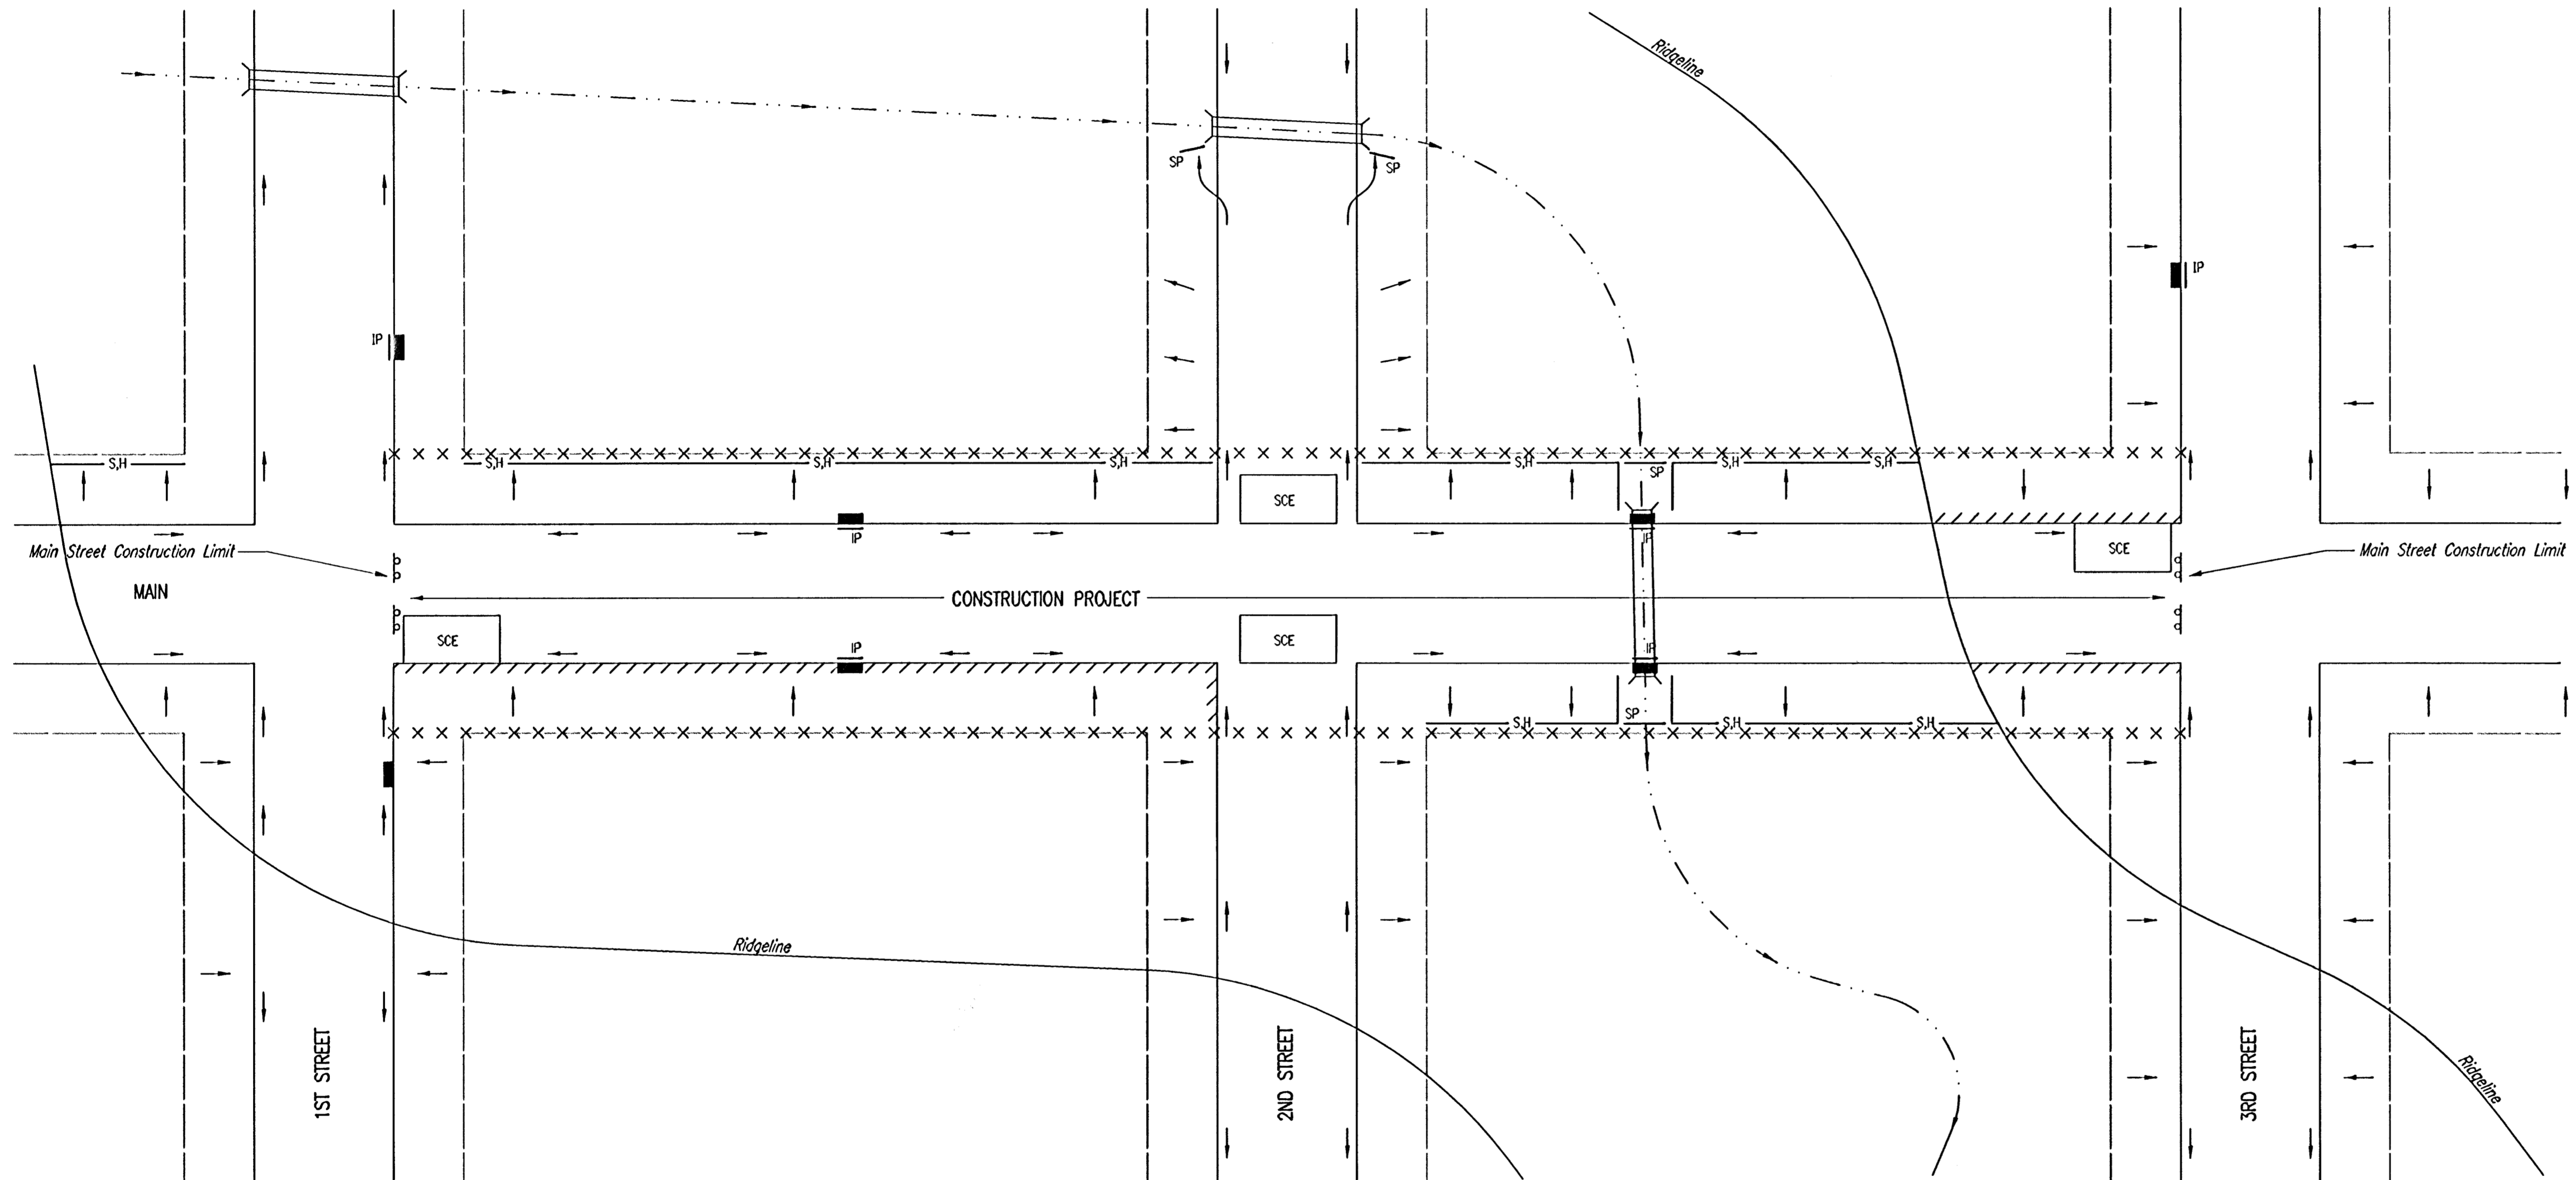 Ridgeline
SP
SP
IP
IP
S,H
S,H
S,H
S,H
S,H
S,H
S,H
SP
SCE
IP
IP
SCE
Main Street Construction Limit
Main Street Construction Limit
MAIN
CONSTRUCTION PROJECT
SCE
SCE
IP
IP
S,H
SP
S,H
S,H
Ridgeline
1ST STREET
2ND STREET
3RD STREET
Ridgeline